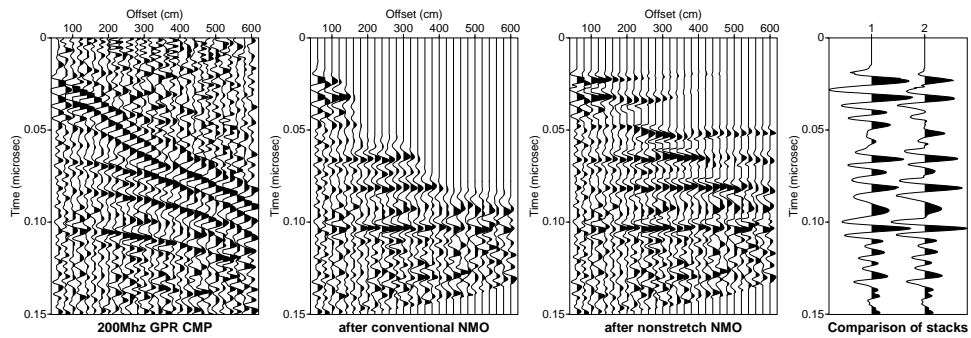 Offset (cm)
100 200 300 400 500 600
0
0.05
0.10
0.15
Time (microsec)
200Mhz GPR CMP
Offset (cm)
100 200 300 400 500 600
0
0.05
0.10
0.15
Time (microsec)
after conventional NMO
Offset (cm)
100 200 300 400 500 600
0
0.05
0.10
0.15
Time (microsec)
after nonstretch NMO
1 2
0
0.05
0.10
0.15
Time (microsec)
Comparison of stacks